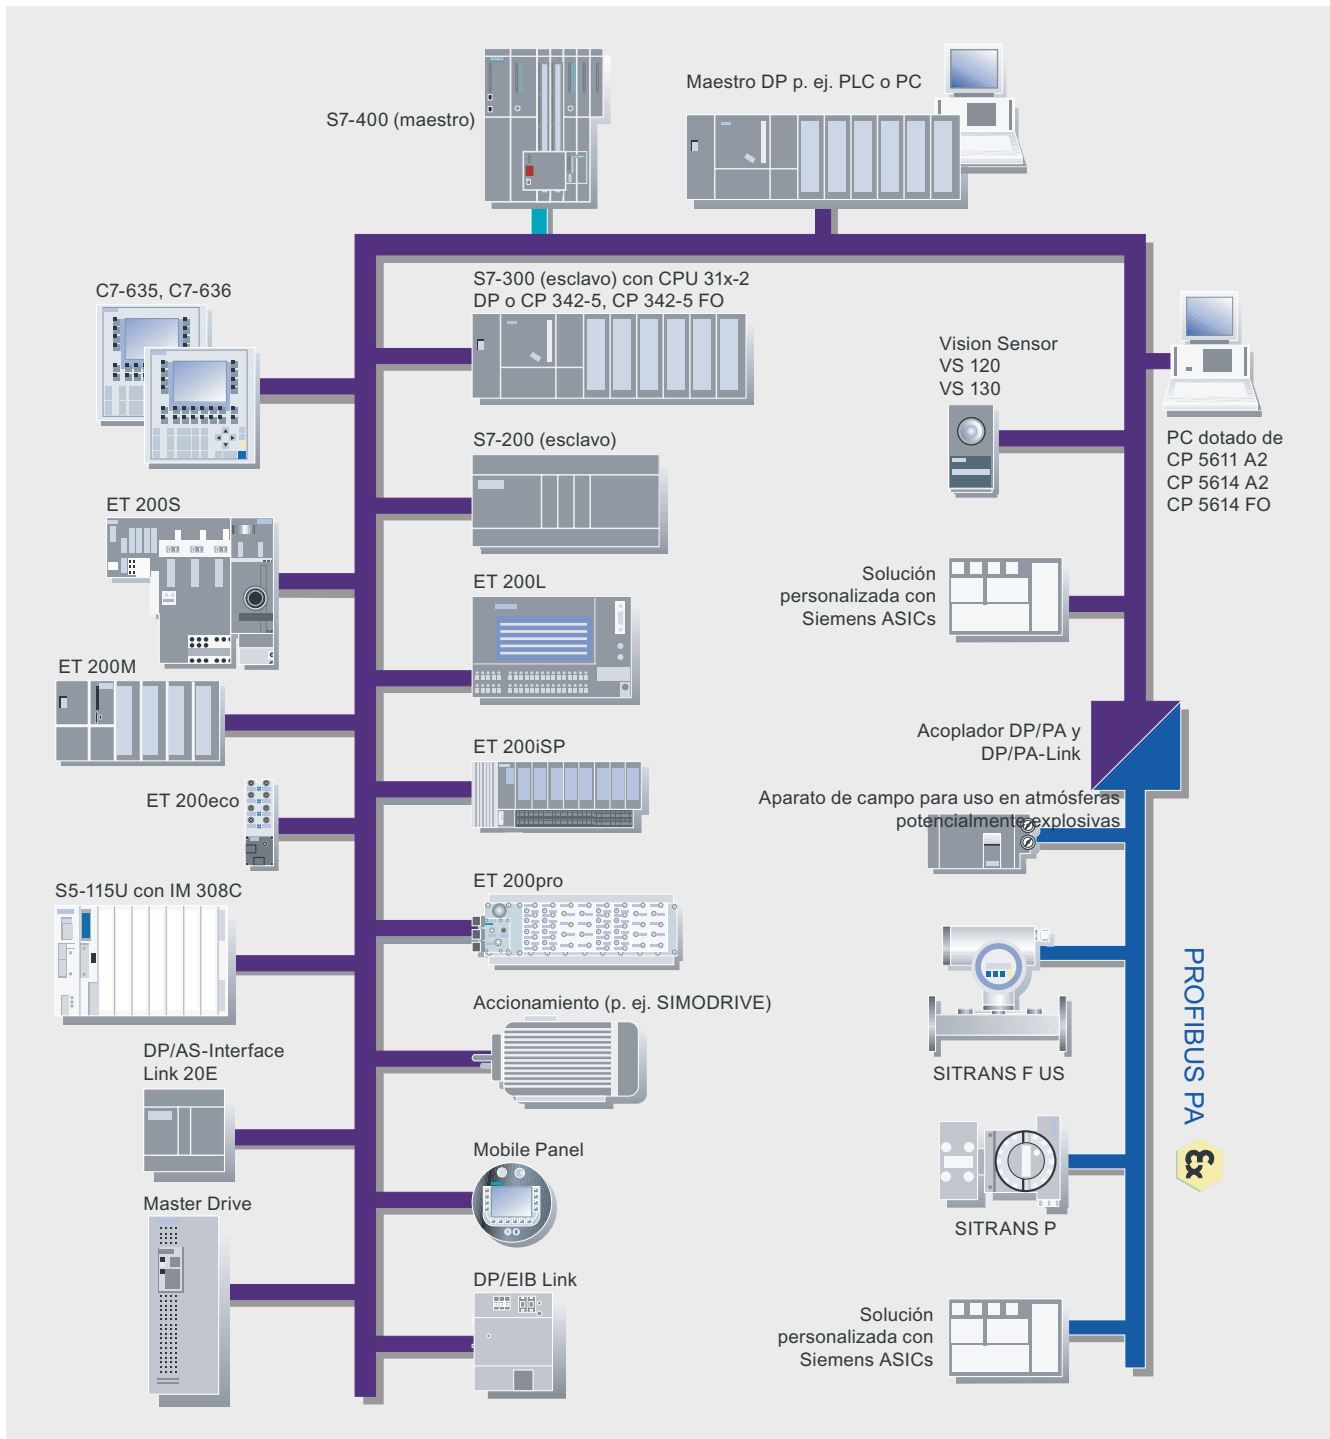 S7-400 (maestro)
Maestro DP p. ej. PLC o PC
C7-635, C7-636
S7-300 (esclavo) con CPU 31x-2
DP o CP 342-5, CP 342-5 FO
Vision Sensor
VS 120
VS 130
PC dotado de
CP 5611 A2
CP 5614 A2
CP 5614 FO
S7-200 (esclavo)
ET 200S
ET 200L
Solución
personalizada con
Siemens ASICs
ET 200M
Acoplador DP/PA y
DP/PA-Link
ET 200iSP
ET 200eco
Aparato de campo para uso en atmósferas
potencialmente explosivas
ET 200pro
S5-115U con IM 308C
PROFIBUS PA
Ex
Accionamiento (p. ej. SIMODRIVE)
DP/AS-Interface
Link 20E
SITRANS F US
Mobile Panel
Master Drive
SITRANS P
DP/EIB Link
Solución
personalizada con
Siemens ASICs